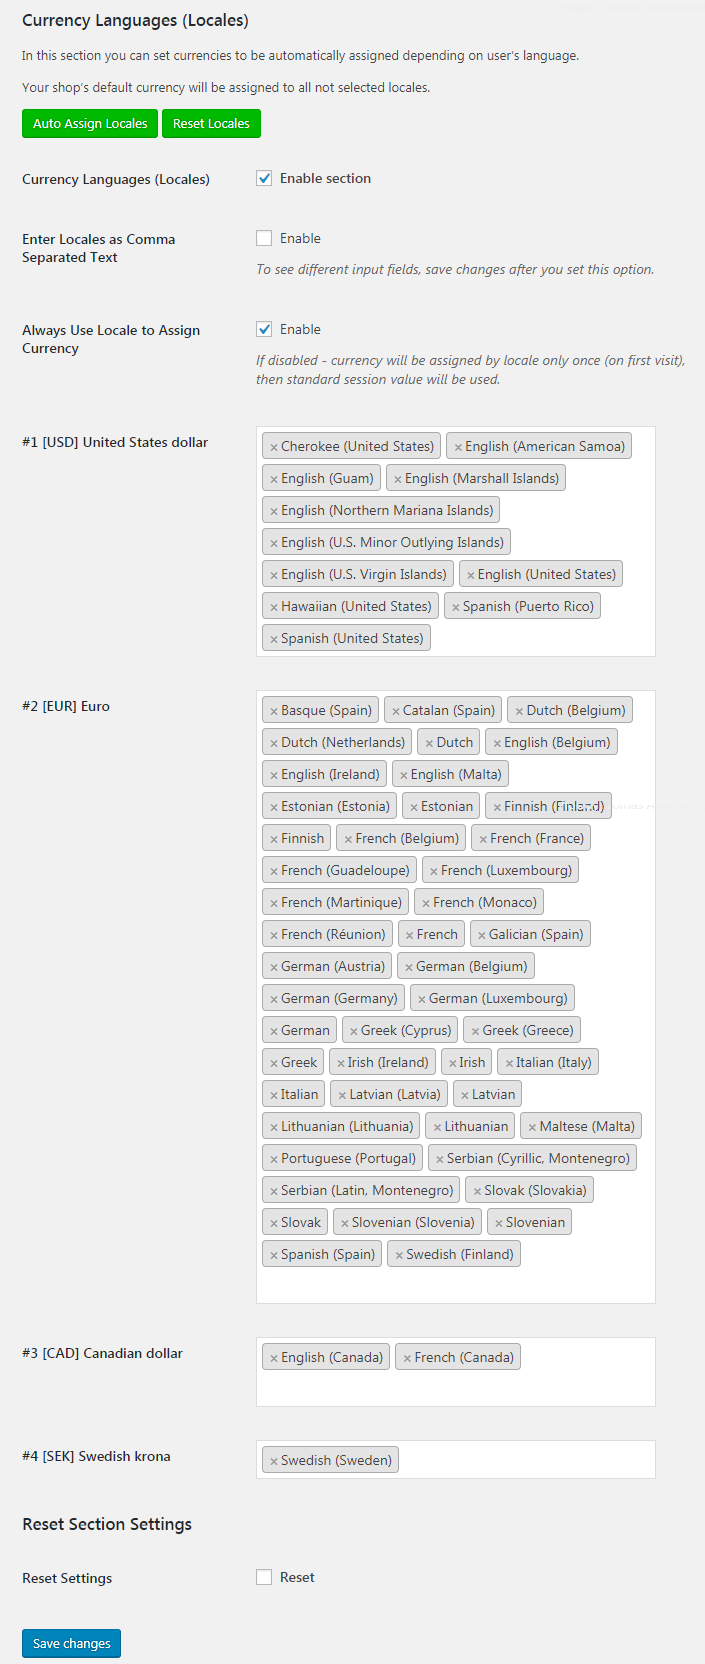 Currency Languages (Locales)
In this section you can set currencies to be automatically assigned depending on user's language.
Your shop's default currency will be assigned to all not selected locales.
Auto Assign Locales Reset Locales
Currency Languages (Locales) Enable section
Enter Locales as Comma Separated Text Enable
To see different input fields, save changes after you set this option.
Always Use Locale to Assign Currency Enable
If disabled - currency will be assigned by locale only once (on first visit),
then standard session value will be used.
#1 [USD] United States dollar
× Cherokee (United States) × English (American Samoa)
× English (Guam) × English (Marshall Islands)
× English (Northern Mariana Islands)
× English (U.S. Minor Outlying Islands)
× English (U.S. Virgin Islands) × English (United States)
× Hawaiian (United States) × Spanish (Puerto Rico)
× Spanish (United States)
#2 [EUR] Euro
× Basque (Spain) × Catalan (Spain) × Dutch (Belgium)
× Dutch (Netherlands) × Dutch × English (Belgium)
× English (Ireland) × English (Malta)
× Estonian (Estonia) × Estonian × Finnish (Finland)
× Finnish × French (Belgium) × French (France)
× French (Guadeloupe) × French (Luxembourg)
× French (Martinique) × French (Monaco)
× French (Réunion) × French × Galician (Spain)
× German (Austria) × German (Belgium)
× German (Germany) × German (Luxembourg)
× German × Greek (Cyprus) × Greek (Greece)
× Greek × Irish (Ireland) × Irish × Italian (Italy)
× Italian × Latvian (Latvia) × Latvian
× Lithuanian (Lithuania) × Lithuanian × Maltese (Malta)
× Portuguese (Portugal) × Serbian (Cyrillic, Montenegro)
× Serbian (Latin, Montenegro) × Slovak (Slovakia)
× Slovak × Slovenian (Slovenia) × Slovenian
× Spanish (Spain) × Swedish (Finland)
#3 [CAD] Canadian dollar
× English (Canada) × French (Canada)
#4 [SEK] Swedish krona
× Swedish (Sweden)
Reset Section Settings
Reset Settings Reset
Save changes